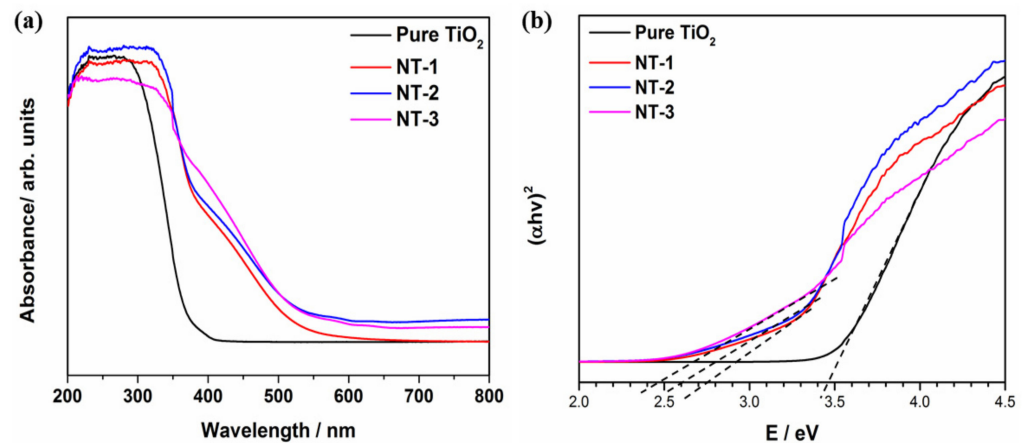 (a)
Pure TiO₂
NT-1
NT-2
NT-3
Absorbance/ arb. units
200 300 400 500 600 700 800
Wavelength / nm
(b)
Pure TiO₂
NT-1
NT-2
NT-3
(αhν)²
2.0 2.5 3.0 3.5 4.0 4.5
E / eV